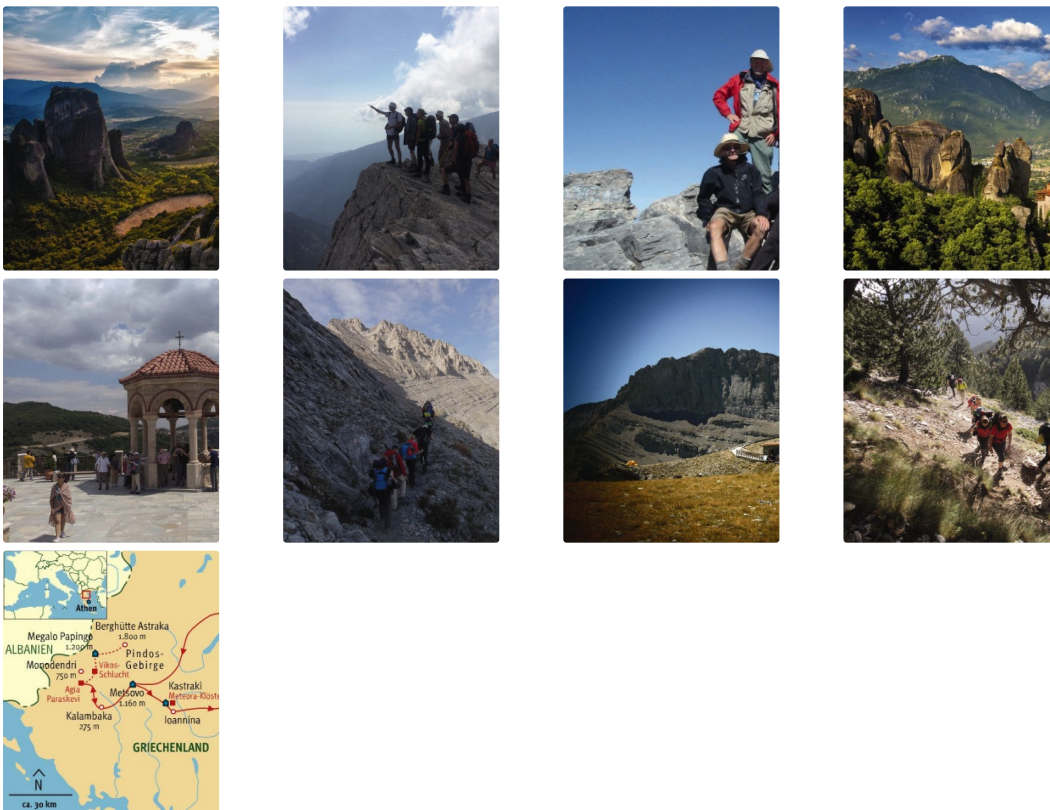 Athen
Berghütte Astraka
1.800 m
Megalo Papingo
1.200 m
ALBANIEN
Pindos-
Gebirge
Monodendri
750 m
Vikos-
Schlucht
Agia
Paraskevi
Metsovo
1.160 m
Kastraki
Meteora-Klöste
Kalambaka
275 m
Ioannina
GRIECHENLAND
N
ca. 30 km